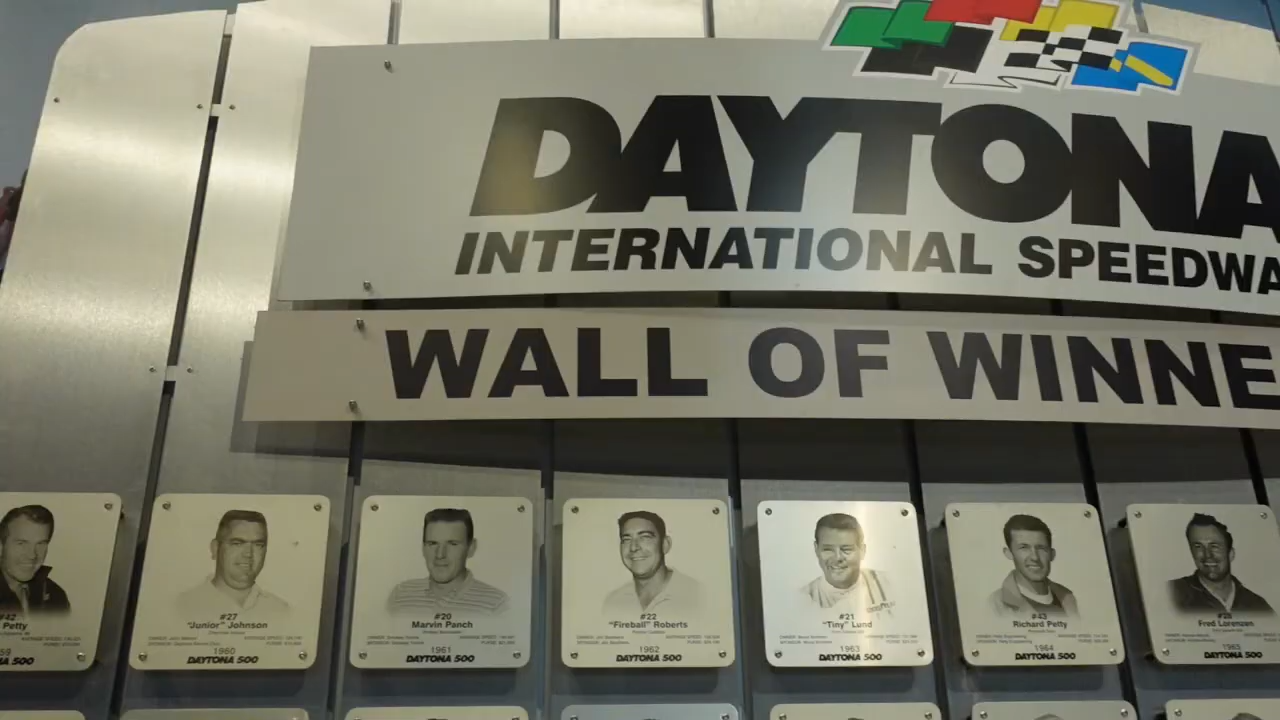 DAYTONA
INTERNATIONAL SPEEDWA
WALL OF WINNE
#42
Petty
59
DAYTONA 500
#27
"Junior" Johnson
1960
DAYTONA 500
#20
Marvin Panch
1961
DAYTONA 500
#22
"Fireball" Roberts
1962
DAYTONA 500
#21
"Tiny" Lund
1963
DAYTONA 500
#43
Richard Petty
1964
DAYTONA 500
#28
Fred Lorenzen
1965
DAYTONA 500